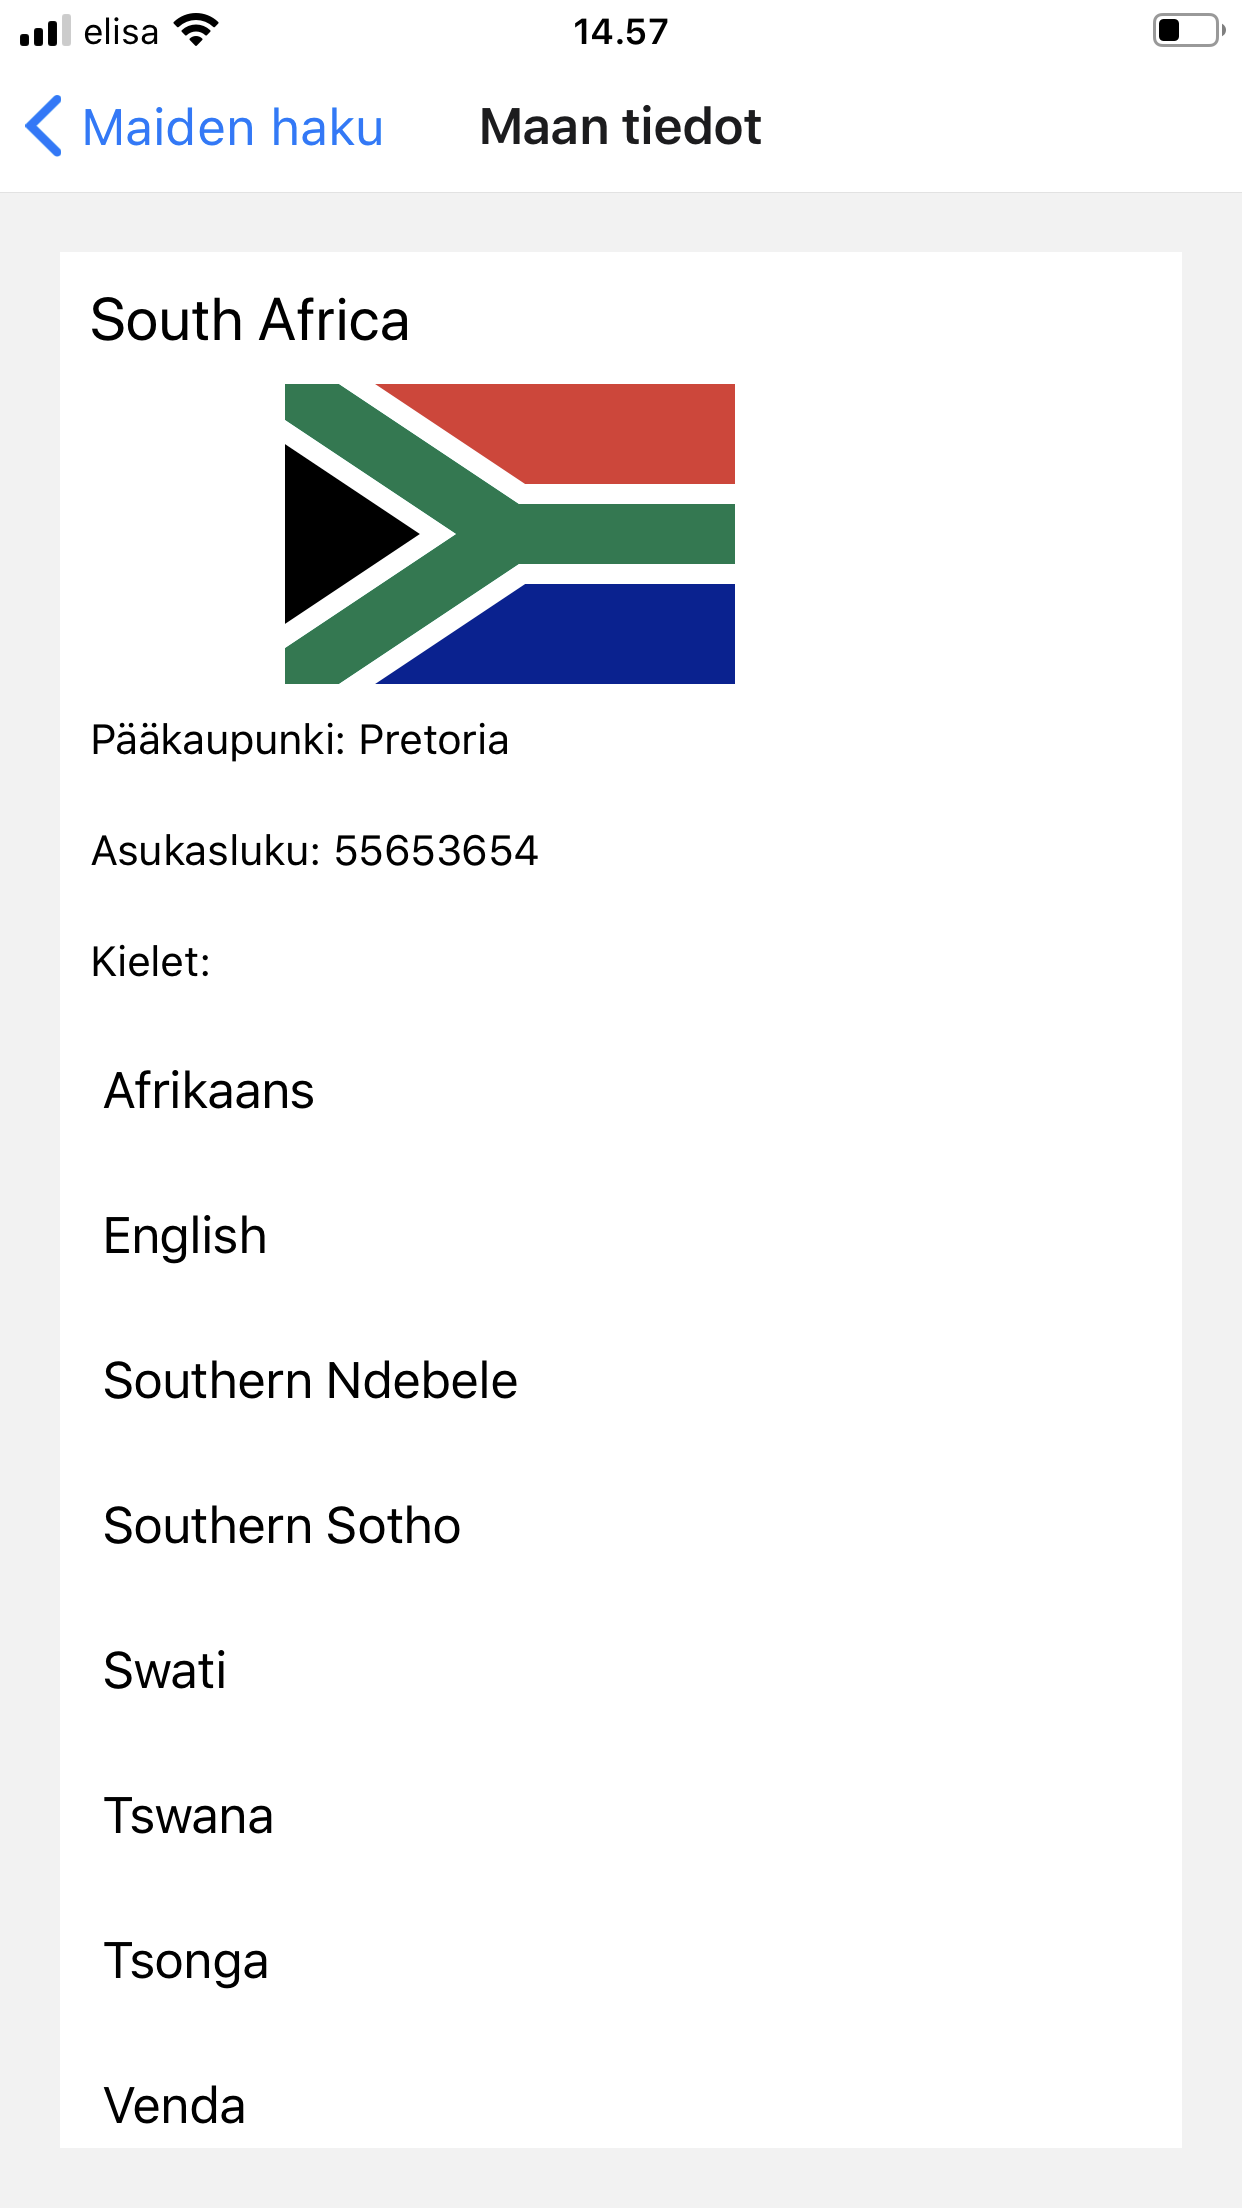 elisa 14.57
Maiden haku Maan tiedot
South Africa
Pääkaupunki: Pretoria
Asukasluku: 55653654
Kielet:
Afrikaans
English
Southern Ndebele
Southern Sotho
Swati
Tswana
Tsonga
Venda